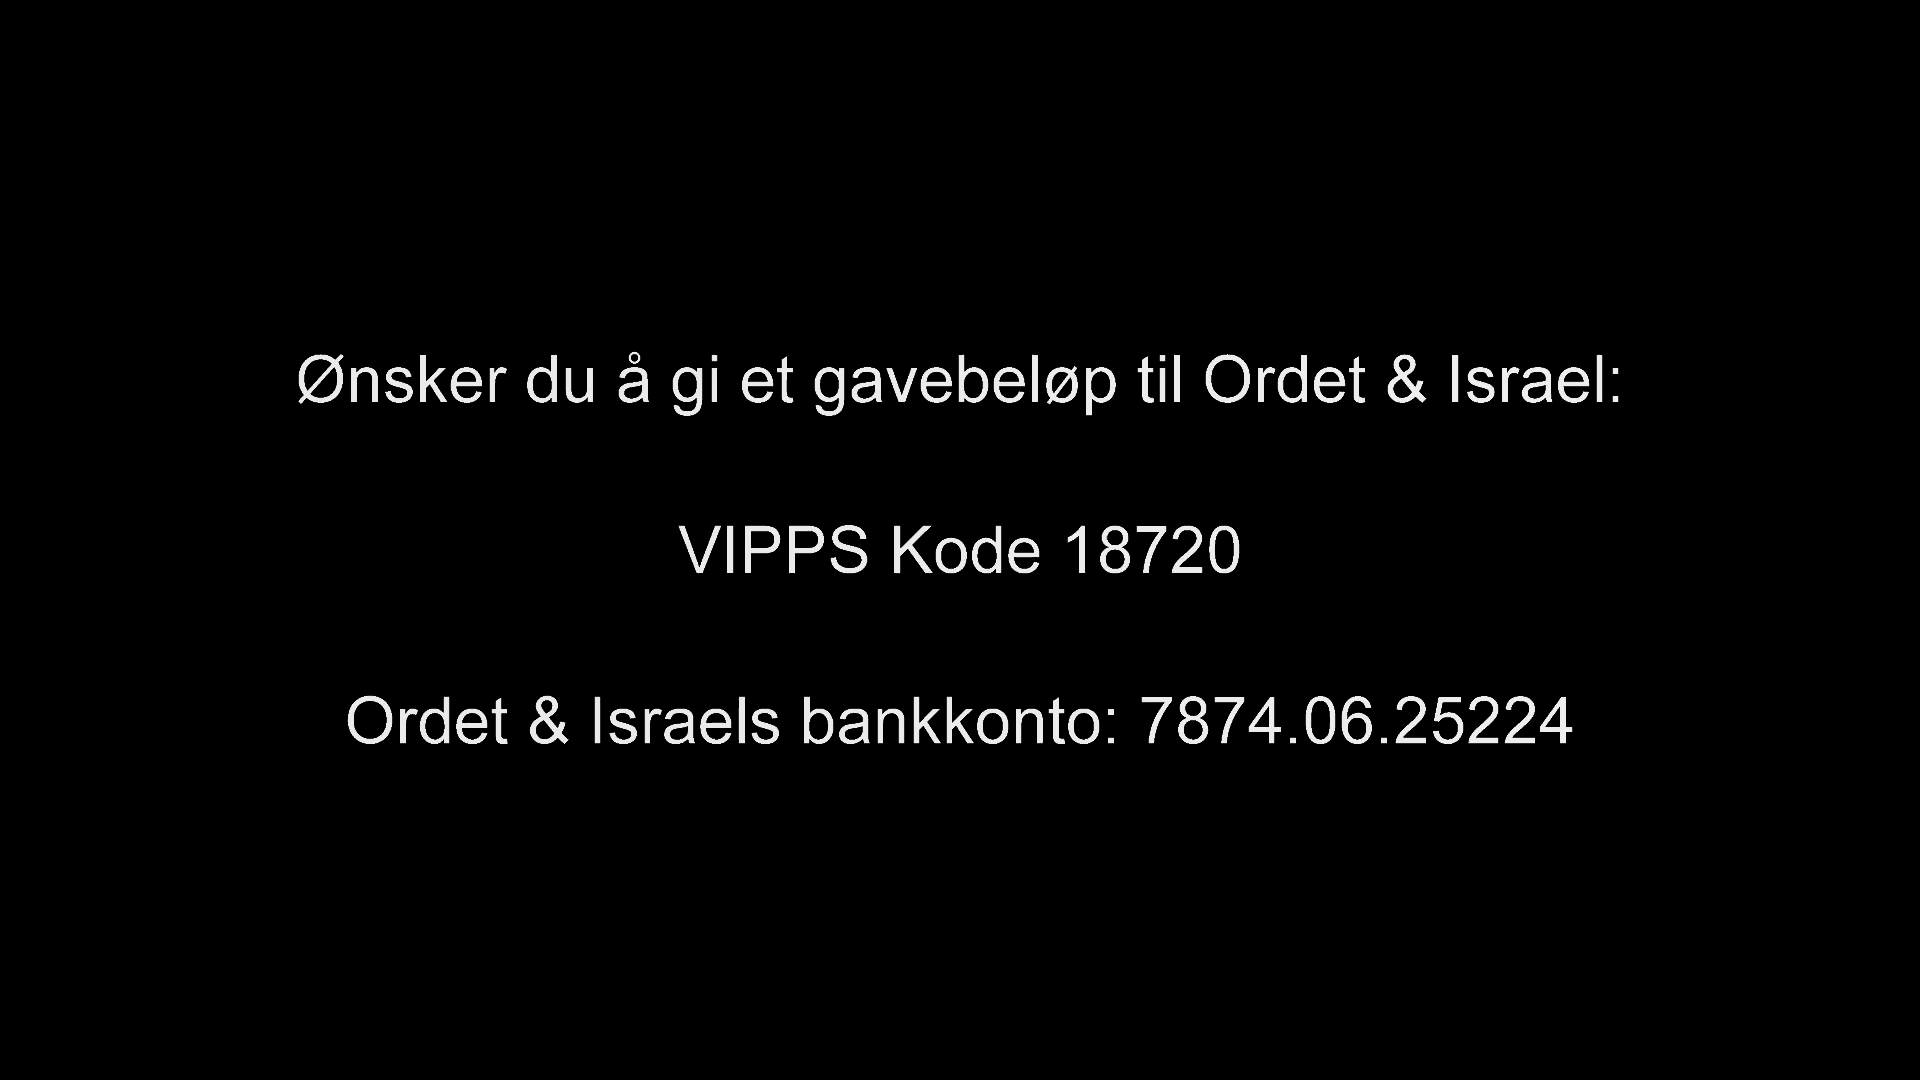 Ønsker du å gi et gavebeløp til Ordet & Israel:
VIPPS Kode 18720
Ordet & Israels bankkonto: 7874.06.25224